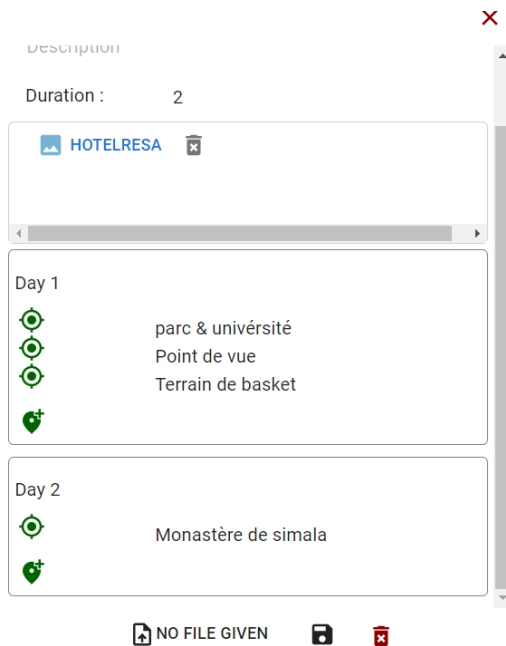 Description
Duration : 2
HOTELRESA
Day 1
parc & univérsité
Point de vue
Terrain de basket
Day 2
Monastère de simala
NO FILE GIVEN